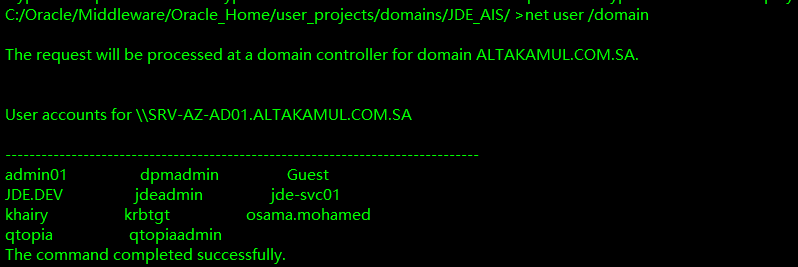 C:/Oracle/Middleware/Oracle_Home/user_projects/domains/JDE_AIS/ >net user /domain
The request will be processed at a domain controller for domain ALTAKAMUL.COM.SA.
User accounts for \\SRV-AZ-AD01.ALTAKAMUL.COM.SA
-------------------------------------------------------------------------------
admin01 dpmadmin Guest
JDE.DEV jdeadmin jde-svc01
khairy krbtgt osama.mohamed
qtopia qtopiaadmin
The command completed successfully.